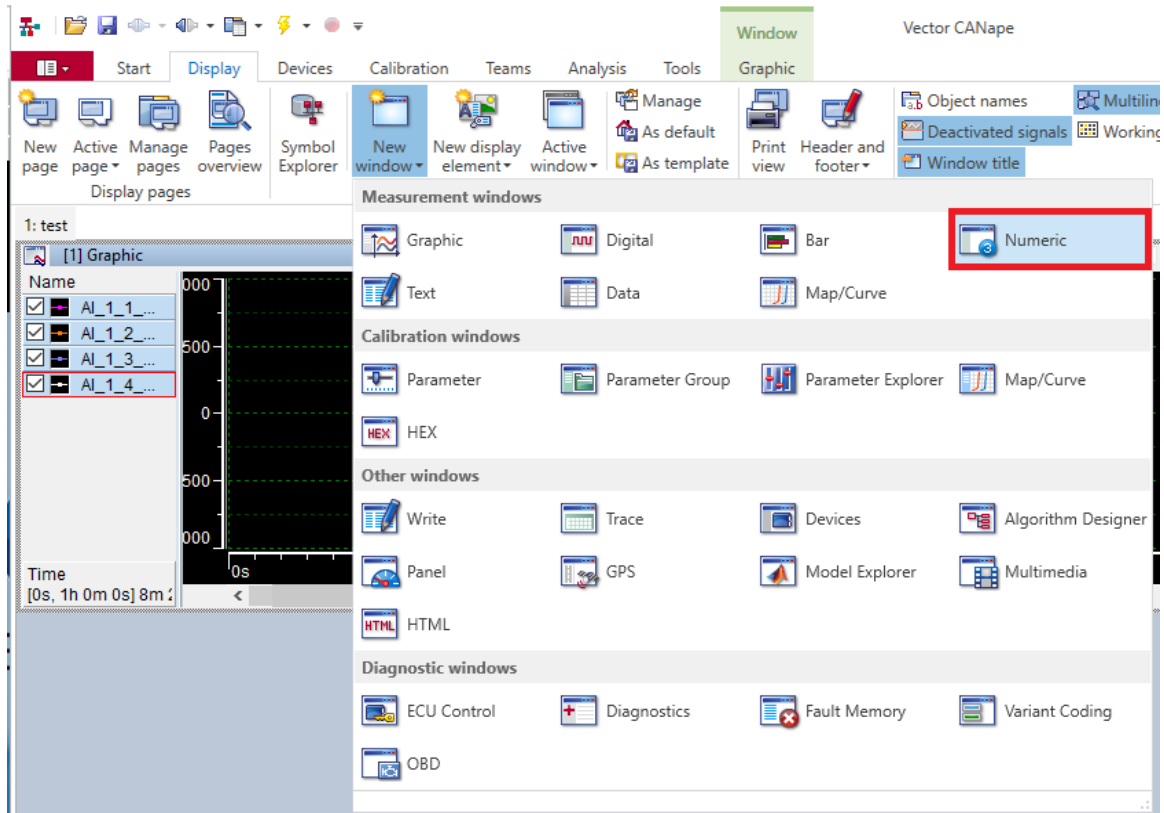 Window
Vector CANape
Start
Display
Devices
Calibration
Teams
Analysis
Tools
Graphic
New page
Active page
Manage pages
Pages overview
Display pages
Symbol Explorer
New window
New display element
Active window
Manage
As default
As template
Print view
Header and footer
Object names
Deactivated signals
Window title
Multiline
Working
1: test
[1] Graphic
Name
AI_1_1_...
AI_1_2_...
AI_1_3_...
AI_1_4_...
000
500
0
500
000
0s
Time
[0s, 1h 0m 0s] 8m
Measurement windows
Graphic
Digital
Bar
3
Numeric
Text
Data
Map/Curve
Calibration windows
Parameter
Parameter Group
Parameter Explorer
Map/Curve
HEX
HEX
Other windows
Write
Trace
Devices
Algorithm Designer
Panel
GPS
Model Explorer
Multimedia
HTML
HTML
Diagnostic windows
ECU Control
Diagnostics
Fault Memory
Variant Coding
OBD